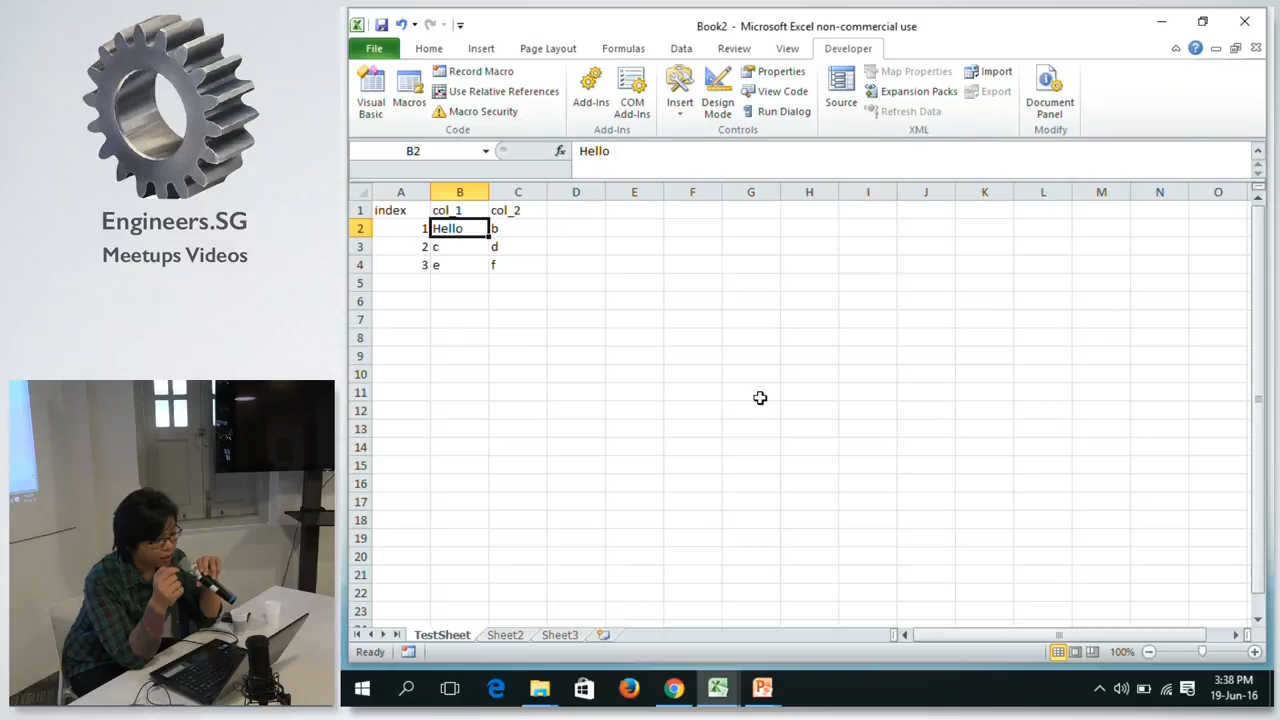 Engineers.SG
Meetups Videos
Book2 - Microsoft Excel non-commercial use
File Home Insert Page Layout Formulas Data Review View Developer
Visual Basic
Macros
Record Macro
Use Relative References
Macro Security
Code
Add-Ins
COM Add-Ins
Add-Ins
Insert
Design Mode
Properties
View Code
Run Dialog
Controls
Source
Map Properties
Expansion Packs
Refresh Data
Import
Export
XML
Document Panel
Modify
B2 fx Hello
A B C D E F G H I J K L M N O
1 index col_1 col_2
2 1 Hello b
3 2 c d
4 3 e f
5
6
7
8
9
10
11
12
13
14
15
16
17
18
19
20
21
22
23
TestSheet Sheet2 Sheet3
Ready 100%
3:38 PM
19-Jun-16